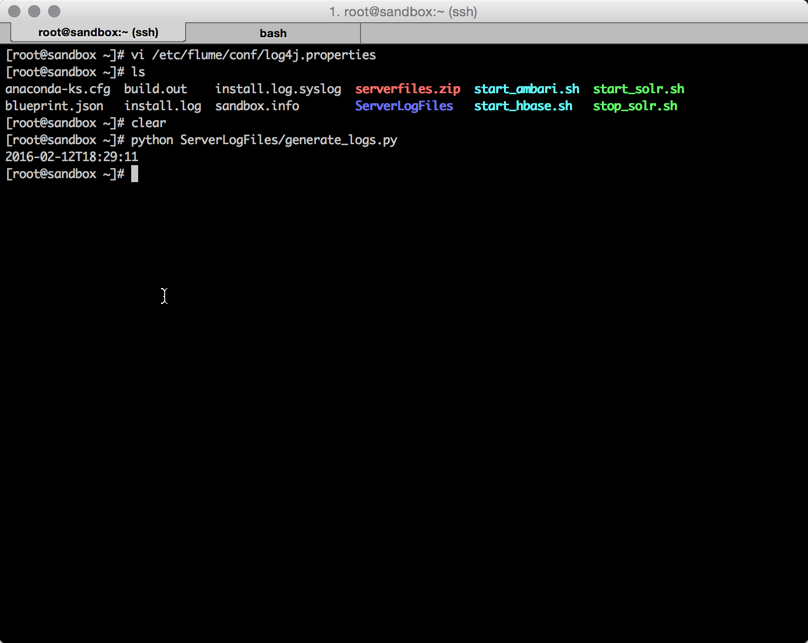 1. root@sandbox:~ (ssh)
root@sandbox:~ (ssh) bash
[root@sandbox ~]# vi /etc/flume/conf/log4j.properties
[root@sandbox ~]# ls
anaconda-ks.cfg build.out install.log.syslog serverfiles.zip start_ambari.sh start_solr.sh
blueprint.json install.log sandbox.info ServerLogFiles start_hbase.sh stop_solr.sh
[root@sandbox ~]# clear
[root@sandbox ~]# python ServerLogFiles/generate_logs.py
2016-02-12T18:29:11
[root@sandbox ~]#